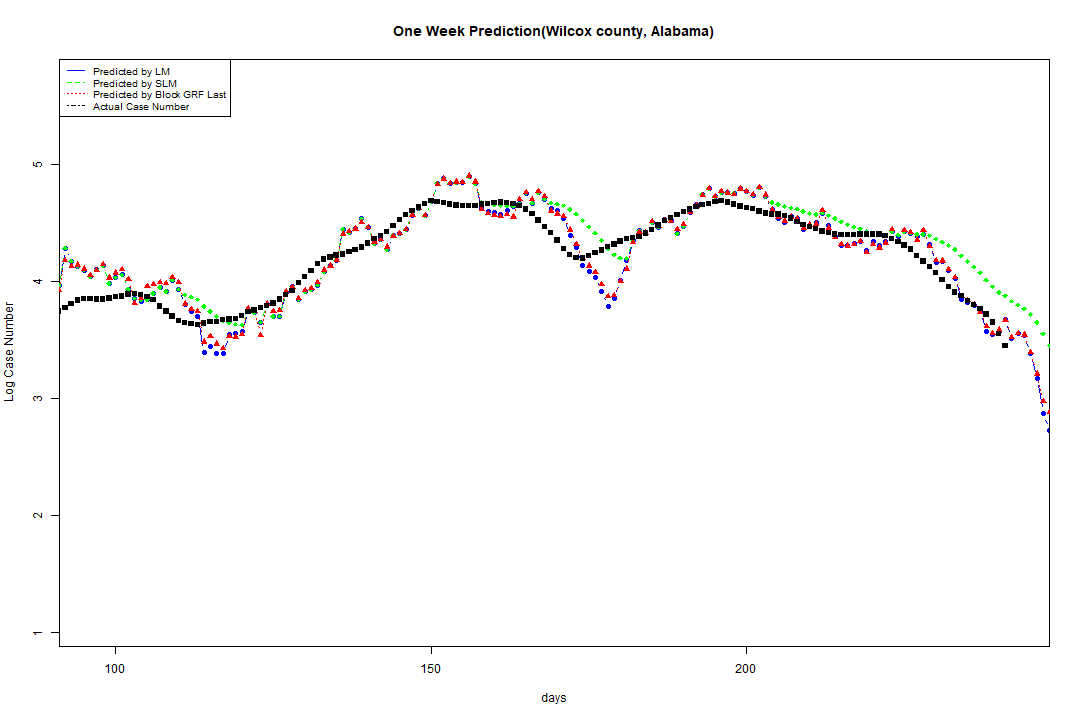 One Week Prediction(Wilcox county, Alabama)
Predicted by LM
Predicted by SLM
Predicted by Block GRF Last
Actual Case Number
5
4
3
2
1
Log Case Number
100 150 200
days